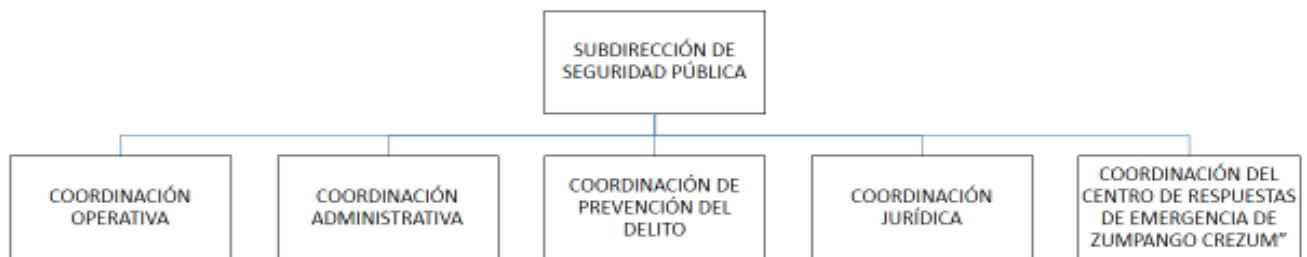 SUBDIRECCIÓN DE
SEGURIDAD PÚBLICA
COORDINACIÓN
OPERATIVA
COORDINACIÓN
ADMINISTRATIVA
COORDINACIÓN DE
PREVENCIÓN DEL
DELITO
COORDINACIÓN
JURÍDICA
COORDINACIÓN DEL
CENTRO DE RESPUESTAS
DE EMERGENCIA DE
ZUMPANGO CREZUM”